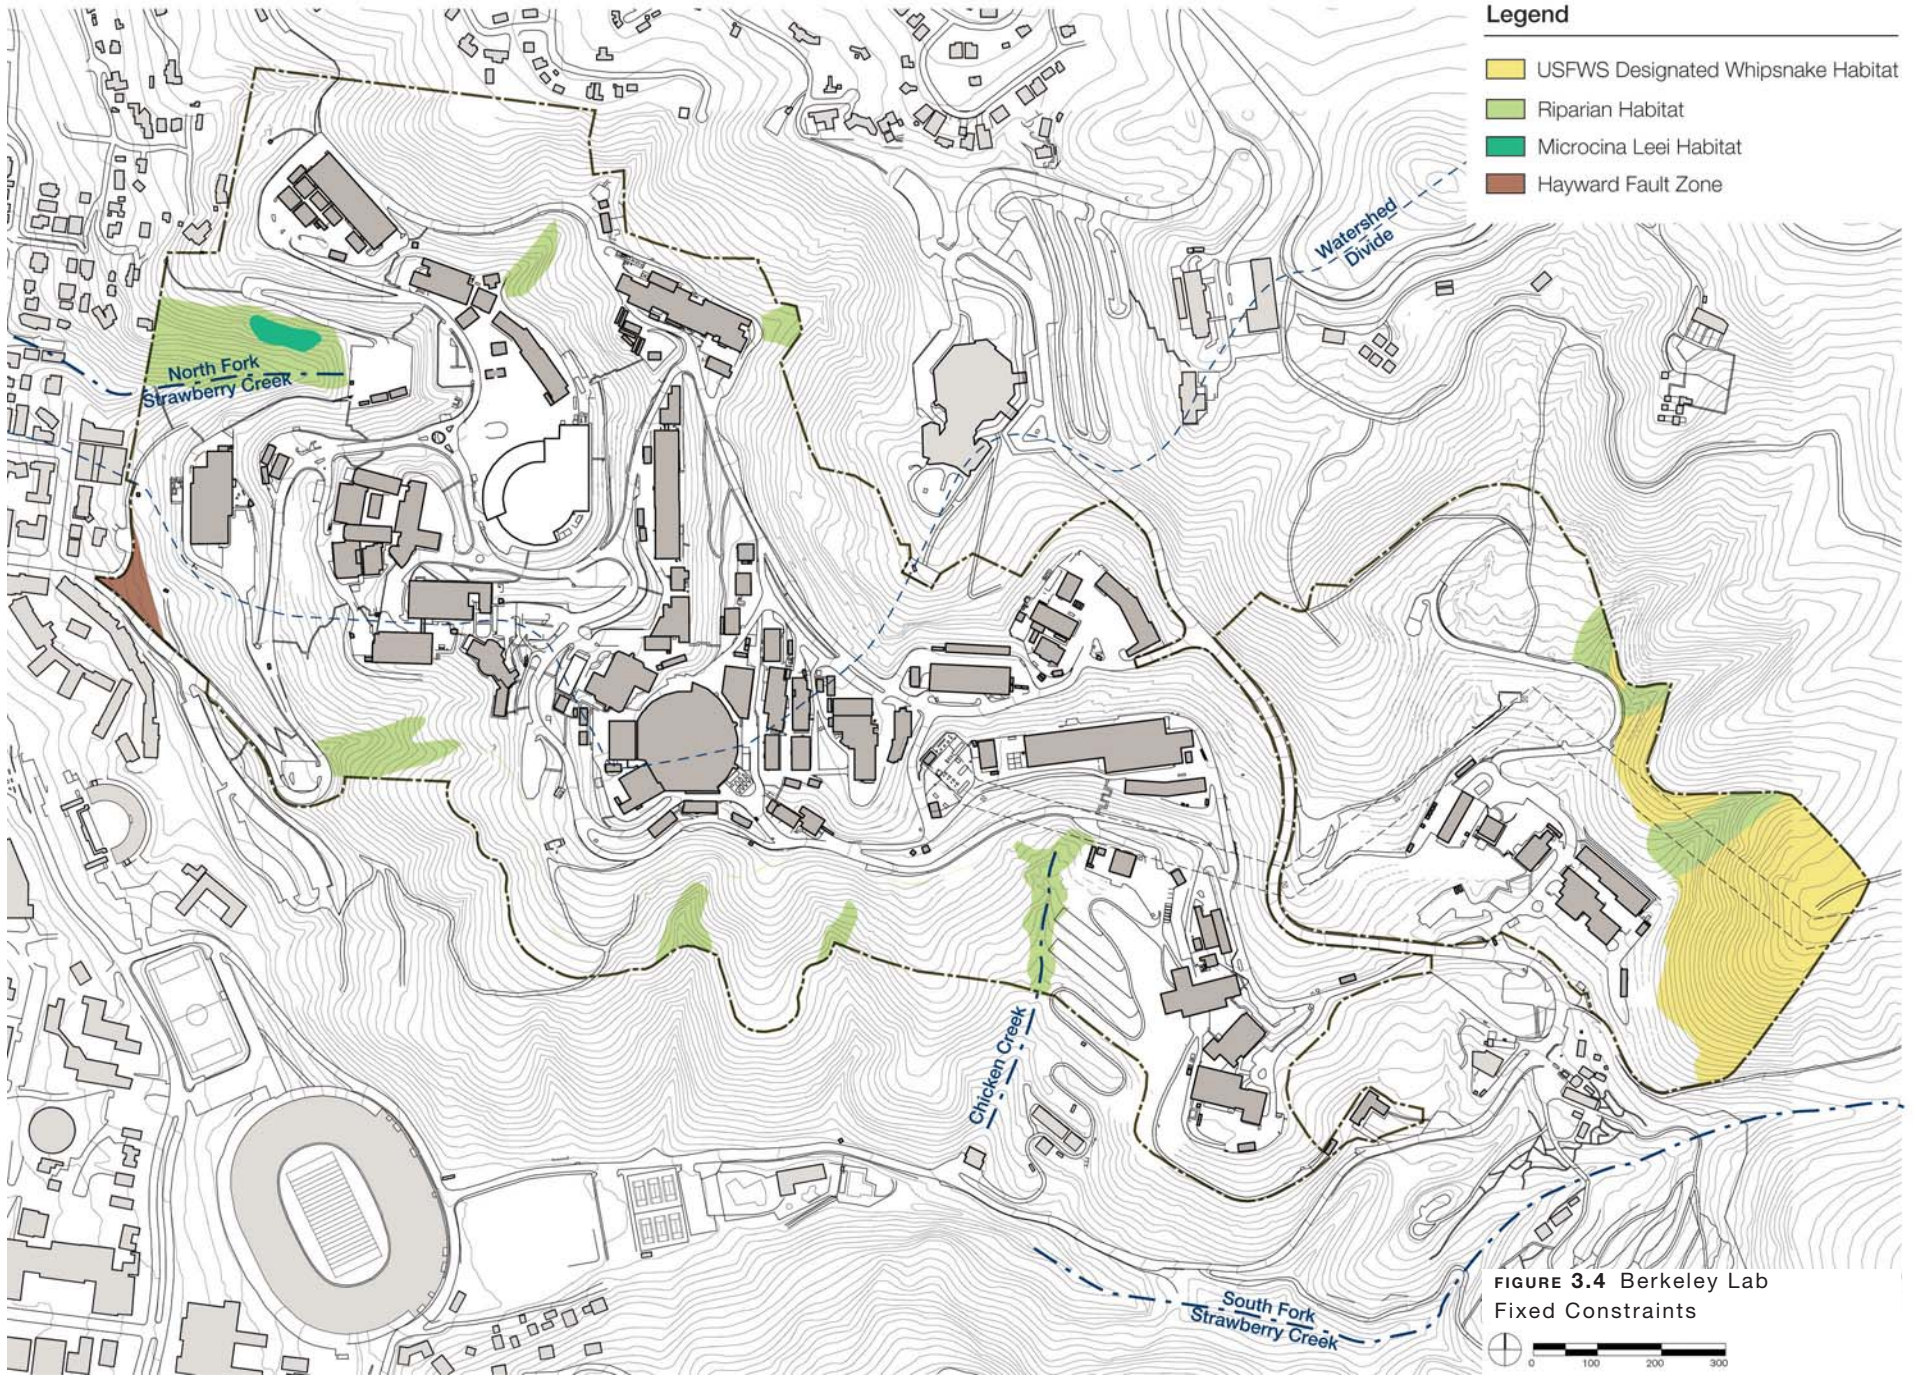 Legend
USFWS Designated Whipsnake Habitat
Riparian Habitat
Microcina Leei Habitat
Hayward Fault Zone
Watershed
Divide
North Fork
Strawberry Creek
Chicken Creek
South Fork
Strawberry Creek
FIGURE 3.4 Berkeley Lab
Fixed Constraints
0 100 200 300